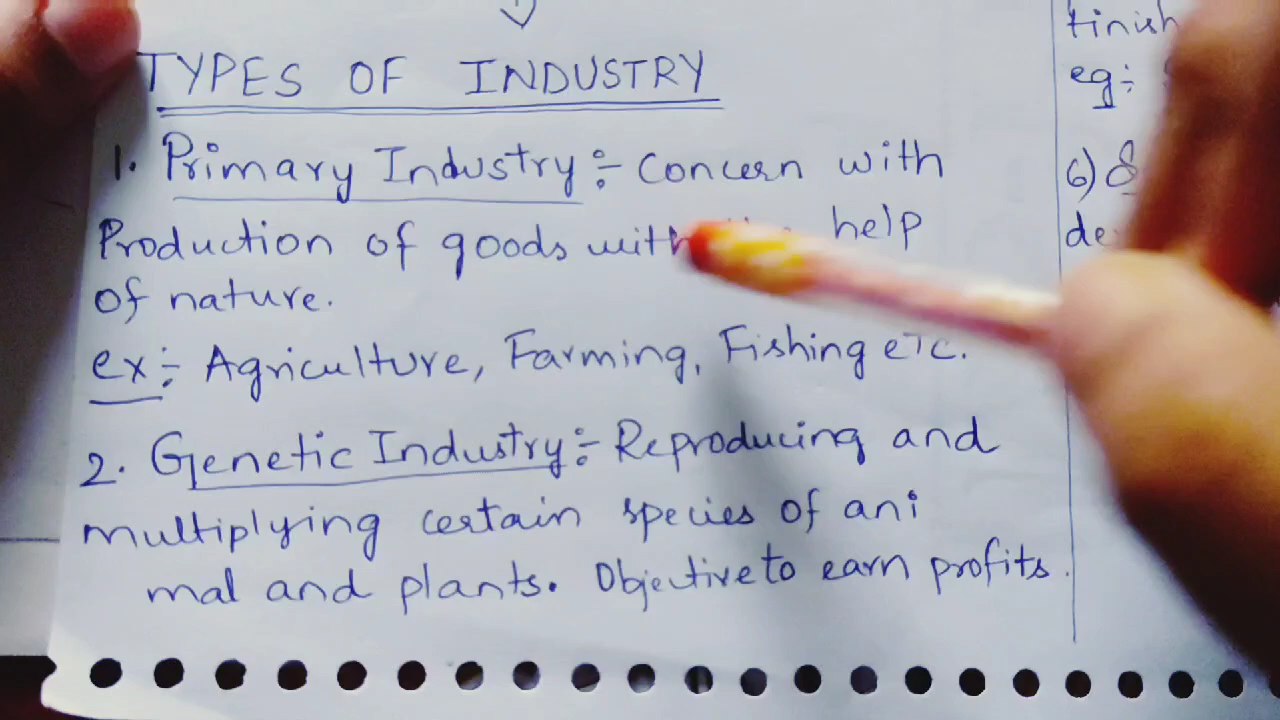 TYPES OF INDUSTRY
1. Primary Industry :- Concern with
Production of goods with help
of nature.
ex :- Agriculture, Farming, Fishing etc.
2. Genetic Industry :- Reproducing and
multiplying certain species of ani
mal and plants. Objective to earn profits.
finish
eg :-
6)
de